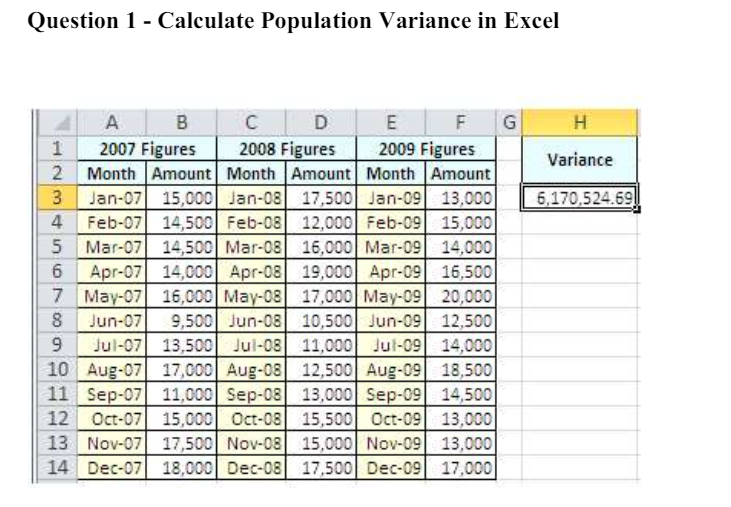 Question 1 - Calculate Population Variance in Excel
A B C D E F G H
1 2007 Figures 2008 Figures 2009 Figures Variance
2 Month Amount Month Amount Month Amount
3 Jan-07 15,000 Jan-08 17,500 Jan-09 13,000 6,170,524.69
4 Feb-07 14,500 Feb-08 12,000 Feb-09 15,000
5 Mar-07 14,500 Mar-08 16,000 Mar-09 14,000
6 Apr-07 14,000 Apr-08 19,000 Apr-09 16,500
7 May-07 16,000 May-08 17,000 May-09 20,000
8 Jun-07 9,500 Jun-08 10,500 Jun-09 12,500
9 Jul-07 13,500 Jul-08 11,000 Jul-09 14,000
10 Aug-07 17,000 Aug-08 12,500 Aug-09 18,500
11 Sep-07 11,000 Sep-08 13,000 Sep-09 14,500
12 Oct-07 15,000 Oct-08 15,500 Oct-09 13,000
13 Nov-07 17,500 Nov-08 15,000 Nov-09 13,000
14 Dec-07 18,000 Dec-08 17,500 Dec-09 17,000